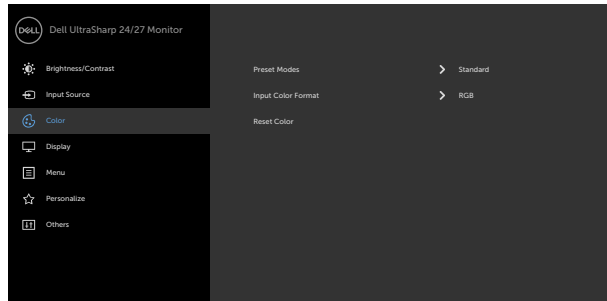 DELL Dell UltraSharp 24/27 Monitor
Brightness/Contrast
Preset Modes Standard
Input Source
Input Color Format RGB
Color
Reset Color
Display
Menu
Personalize
Others